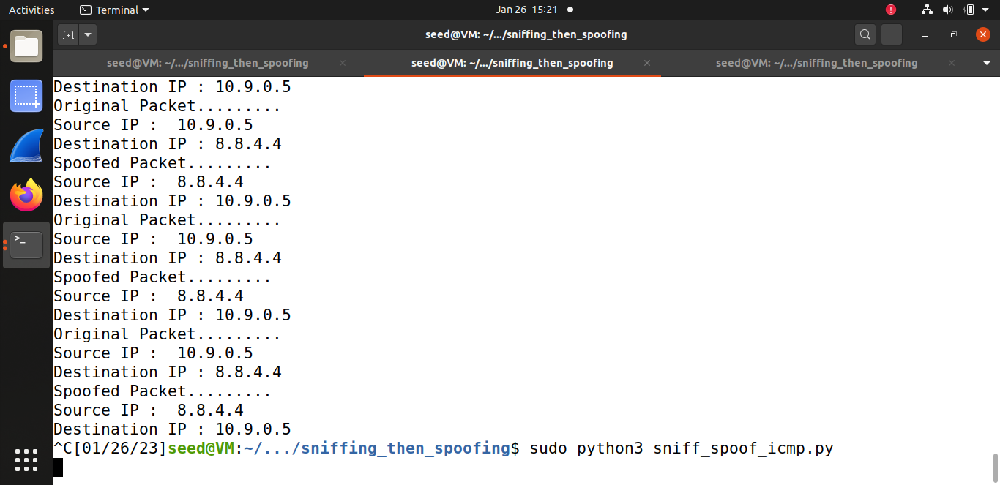 Activities Terminal Jan 26 15:21
seed@VM: ~/.../sniffing_then_spoofing
seed@VM: ~/.../sniffing_then_spoofing seed@VM: ~/.../sniffing_then_spoofing seed@VM: ~/.../sniffing_then_spoofing
Destination IP : 10.9.0.5
Original Packet.........
Source IP :  10.9.0.5
Destination IP : 8.8.4.4
Spoofed Packet.........
Source IP :  8.8.4.4
Destination IP : 10.9.0.5
Original Packet.........
Source IP :  10.9.0.5
Destination IP : 8.8.4.4
Spoofed Packet.........
Source IP :  8.8.4.4
Destination IP : 10.9.0.5
Original Packet.........
Source IP :  10.9.0.5
Destination IP : 8.8.4.4
Spoofed Packet.........
Source IP :  8.8.4.4
Destination IP : 10.9.0.5
^C[01/26/23]seed@VM:~/.../sniffing_then_spoofing$ sudo python3 sniff_spoof_icmp.py